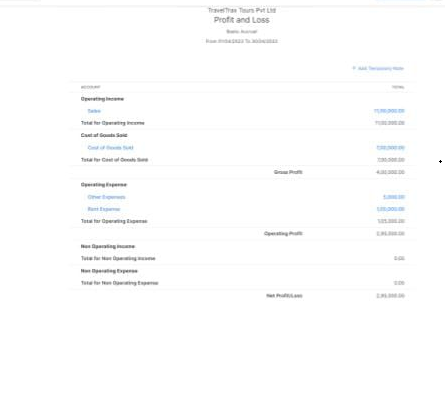 TravelTrax Tours Pvt Ltd
Profit and Loss
Basis: Accrual
From 01/04/2023 To 30/04/2023
+ Add Temporary Note
ACCOUNT TOTAL
Operating Income
Sales 11,00,000.00
Total for Operating Income 11,00,000.00
Cost of Goods Sold
Cost of Goods Sold 7,00,000.00
Total for Cost of Goods Sold 7,00,000.00
Gross Profit 4,00,000.00
Operating Expense
Other Expenses 5,000.00
Rent Expense 1,00,000.00
Total for Operating Expense 1,05,000.00
Operating Profit 2,95,000.00
Non Operating Income
Total for Non Operating Income 0.00
Non Operating Expense
Total for Non Operating Expense 0.00
Net Profit/Loss 2,95,000.00